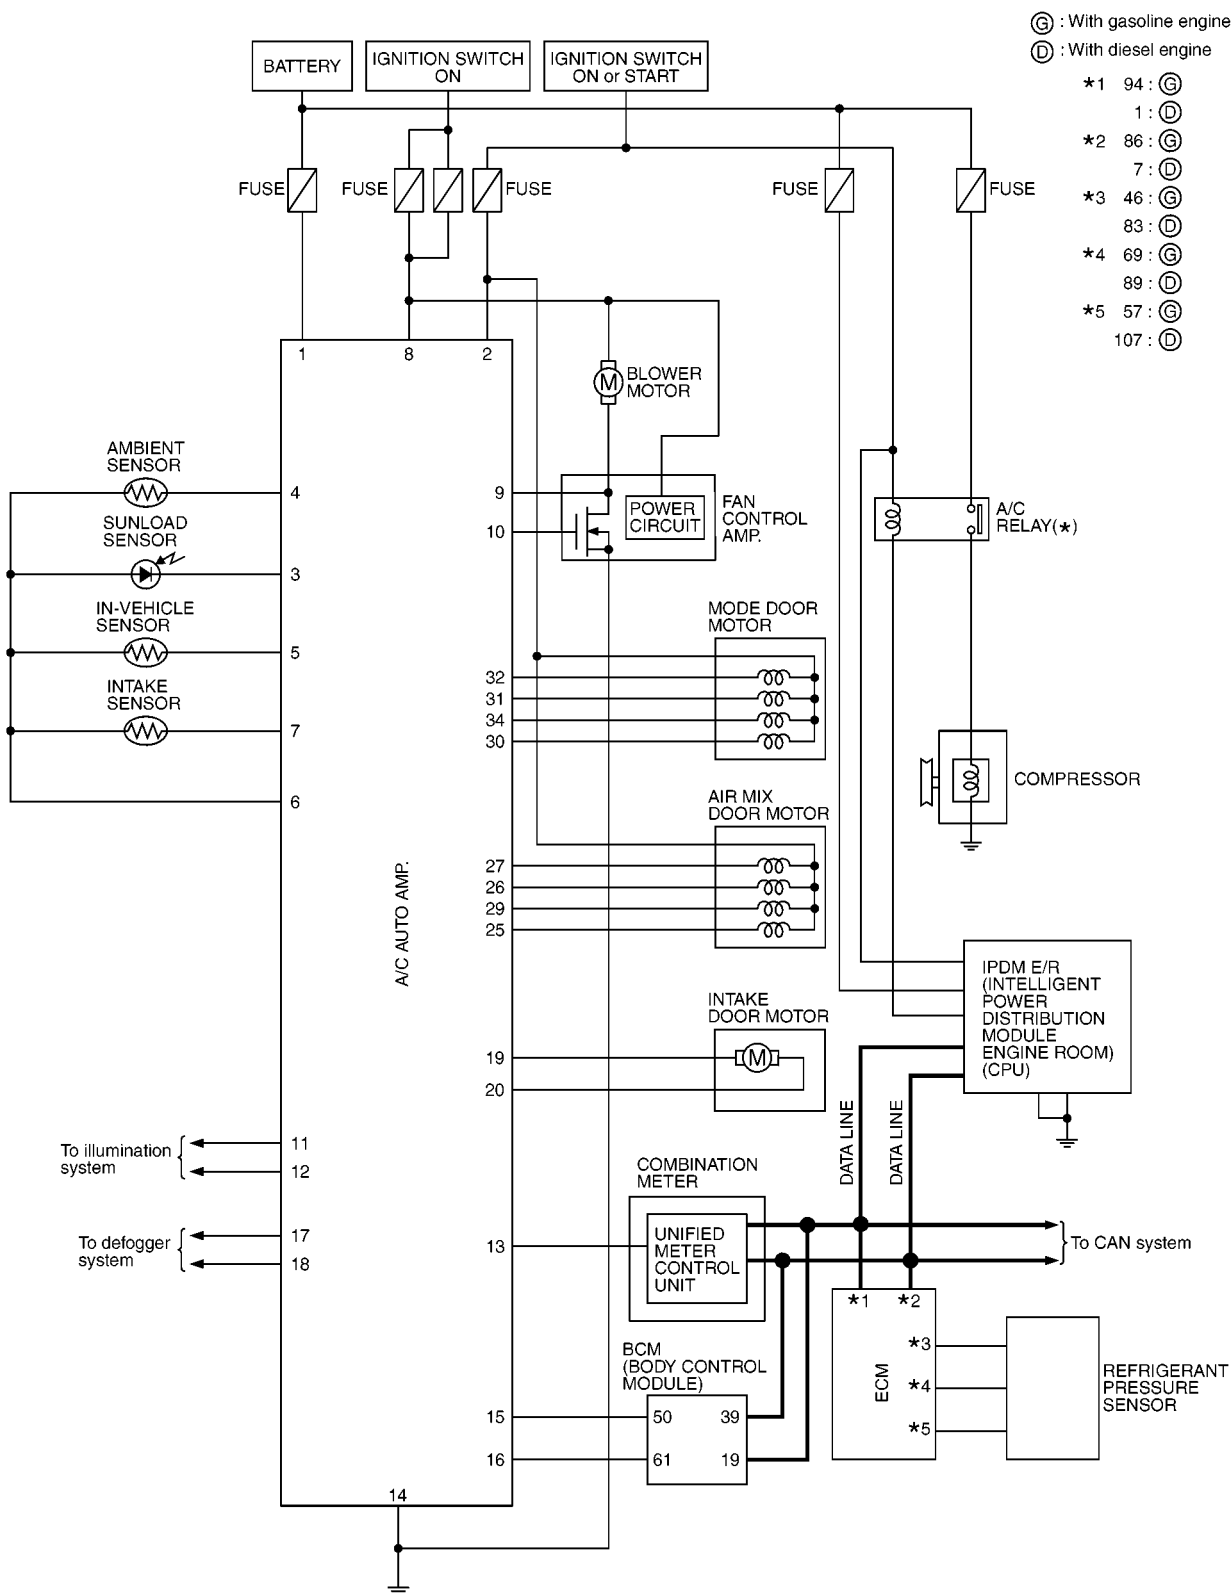 G : With gasoline engine
D : With diesel engine
*1 94 : G
1 : D
*2 86 : G
7 : D
*3 46 : G
83 : D
*4 69 : G
89 : D
*5 57 : G
107 : D
BATTERY
IGNITION SWITCH
ON
IGNITION SWITCH
ON or START
FUSE
FUSE
FUSE
FUSE
1
8
2
BLOWER
MOTOR
M
AMBIENT
SENSOR
4
SUNLOAD
SENSOR
3
IN-VEHICLE
SENSOR
5
INTAKE
SENSOR
7
6
9
10
POWER
CIRCUIT
FAN
CONTROL
AMP.
A/C
RELAY(*)
MODE DOOR
MOTOR
32
31
34
30
COMPRESSOR
AIR MIX
DOOR MOTOR
27
26
29
25
A/C AUTO AMP.
IPDM E/R
(INTELLIGENT
POWER
DISTRIBUTION
MODULE
ENGINE ROOM)
(CPU)
INTAKE
DOOR MOTOR
19
M
20
DATA LINE
DATA LINE
To illumination
system
11
12
To defogger
system
17
18
COMBINATION
METER
13
UNIFIED
METER
CONTROL
UNIT
To CAN system
*1
*2
*3
*4
*5
ECM
REFRIGERANT
PRESSURE
SENSOR
BCM
(BODY CONTROL
MODULE)
15
50
39
16
61
19
14